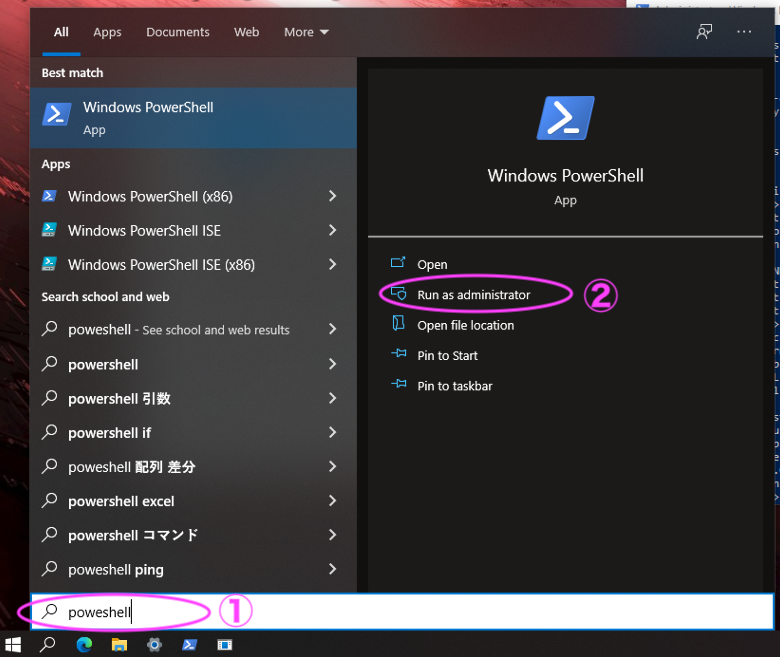 All Apps Documents Web More
Best match
Windows PowerShell
App
Apps
Windows PowerShell (x86)
Windows PowerShell ISE
Windows PowerShell ISE (x86)
Search school and web
poweshell - See school and web results
powershell
powershell 引数
powershell if
poweshell 配列 差分
powershell excel
powershell コマンド
poweshell ping
poweshell
①
Windows PowerShell
App
Open
Run as administrator
②
Open file location
Pin to Start
Pin to taskbar